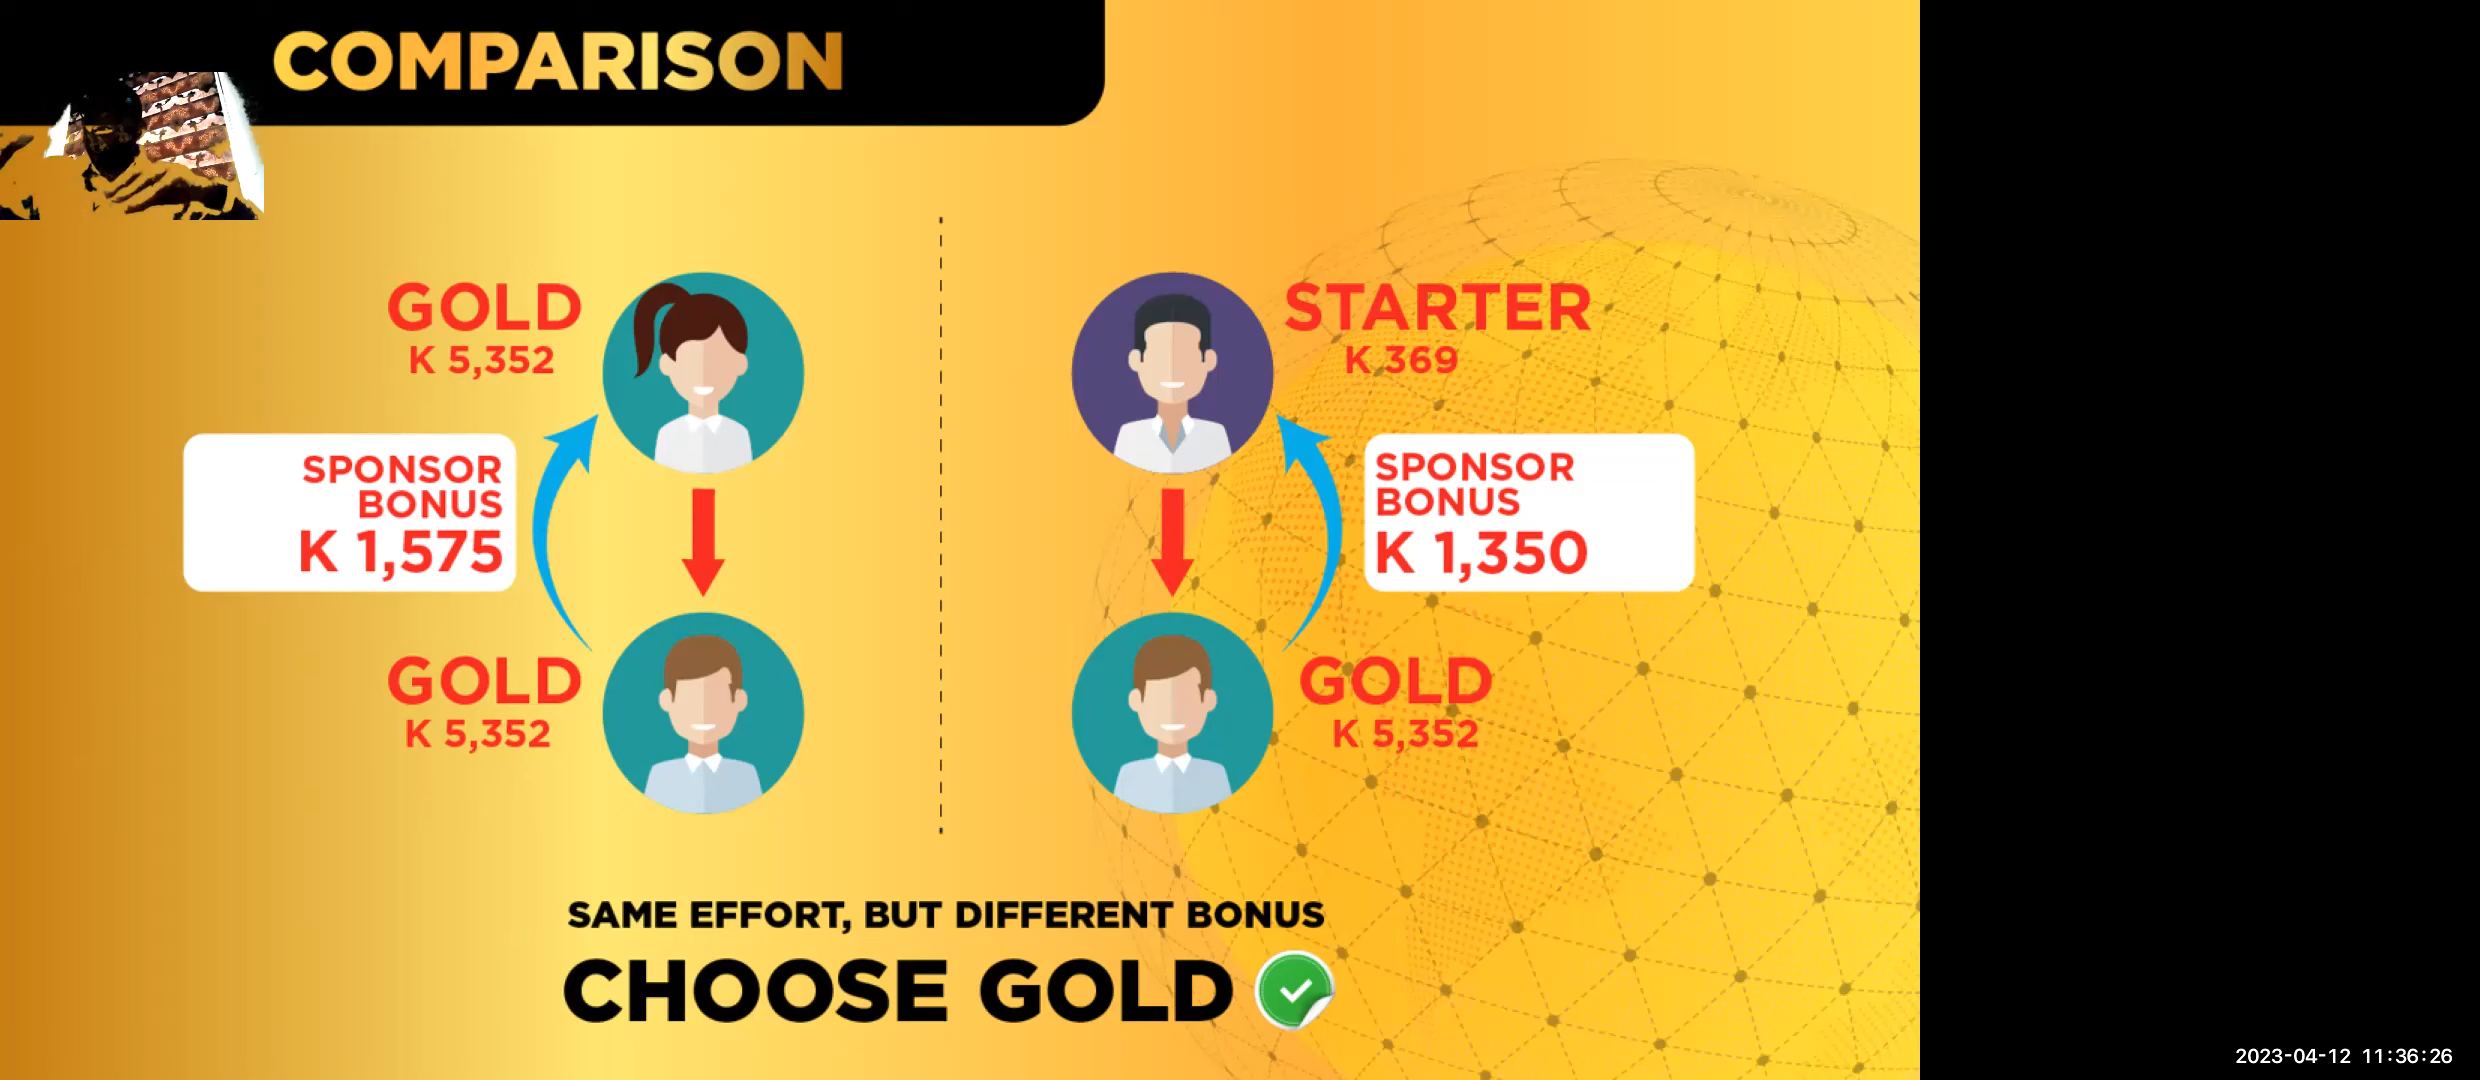 COMPARISON
GOLD
K 5,352
SPONSOR
BONUS
K 1,575
GOLD
K 5,352
STARTER
K 369
SPONSOR
BONUS
K 1,350
GOLD
K 5,352
SAME EFFORT, BUT DIFFERENT BONUS
CHOOSE GOLD
2023-04-12 11:36:26